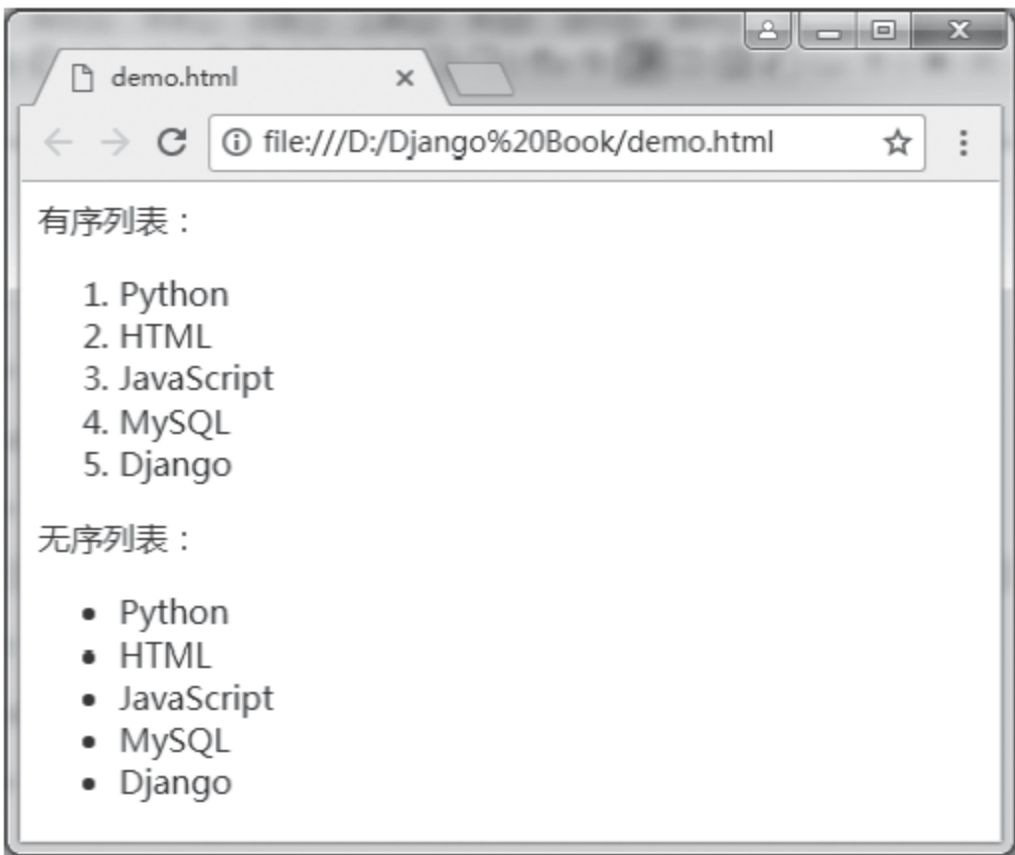 demo.html
file:///D:/Django%20Book/demo.html
有序列表：
1. Python
2. HTML
3. JavaScript
4. MySQL
5. Django
无序列表：
• Python
• HTML
• JavaScript
• MySQL
• Django